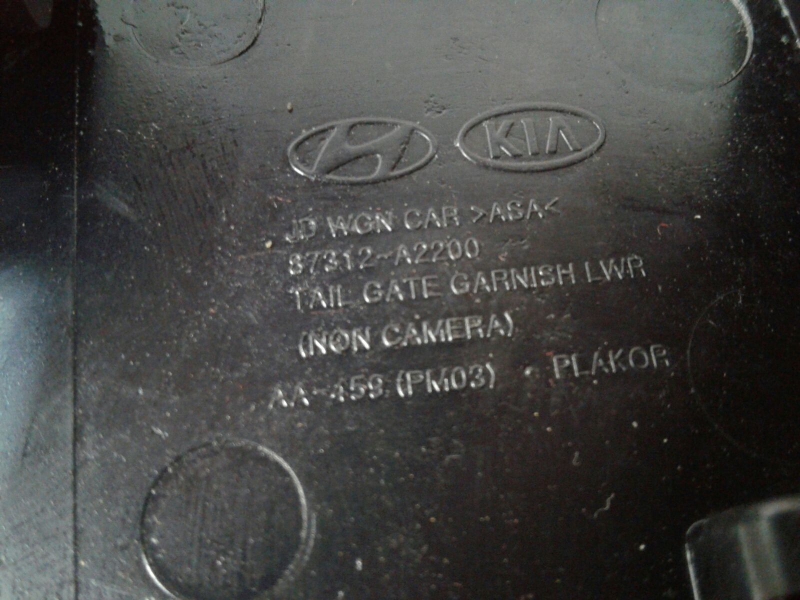 KIA
JD WGN CAR >ASA<
87312-A2200
TAIL GATE GARNISH LWR
(NON CAMERA)
AA-459 (PM03) PLAKOR